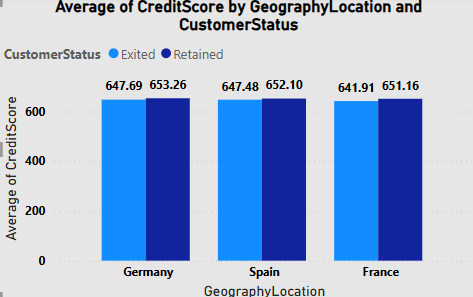 Average of CreditScore by GeographyLocation and
CustomerStatus
CustomerStatus Exited Retained
647.69 653.26 647.48 652.10 641.91 651.16
600
400
200
0
Average of CreditScore
Germany Spain France
GeographyLocation